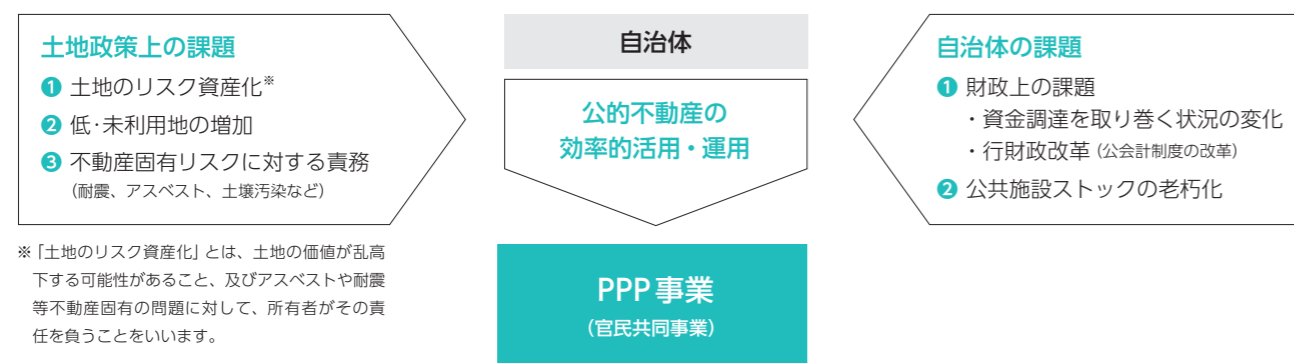 土地政策上の課題
❶ 土地のリスク資産化※
❷ 低・未利用地の増加
❸ 不動産固有リスクに対する責務
（耐震、アスベスト、土壌汚染など）
※「土地のリスク資産化」とは、土地の価値が乱高
下する可能性があること、及びアスベストや耐震
等不動産固有の問題に対して、所有者がその責
任を負うことをいいます。
自治体
公的不動産の
効率的活用・運用
PPP事業
（官民共同事業）
自治体の課題
❶ 財政上の課題
・資金調達を取り巻く状況の変化
・行財政改革（公会計制度の改革）
❷ 公共施設ストックの老朽化